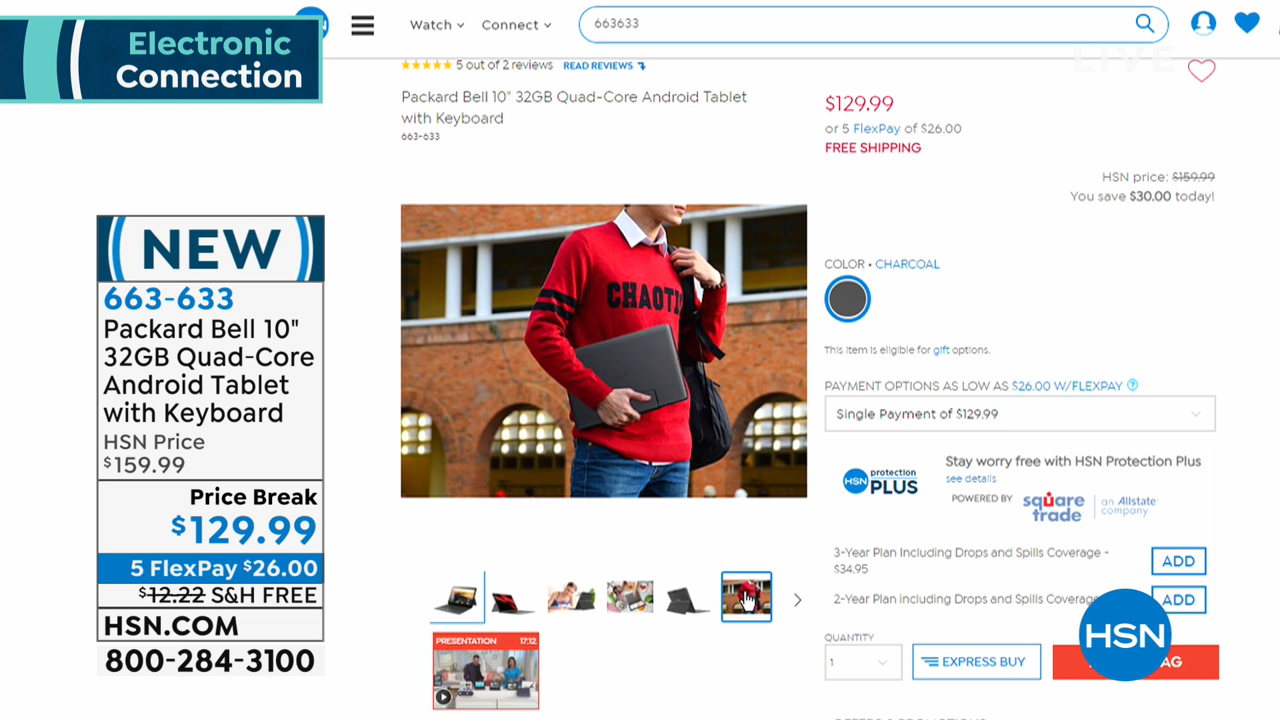 Electronic
Connection
HSN
Watch
Connect
663633
LIVE
5 out of 2 reviews
READ REVIEWS
Packard Bell 10" 32GB Quad-Core Android Tablet
with Keyboard
663-633
$129.99
or 5 FlexPay of $26.00
FREE SHIPPING
HSN price: $159.99
You save $30.00 today!
NEW
663-633
Packard Bell 10"
32GB Quad-Core
Android Tablet
with Keyboard
HSN Price
$159.99
Price Break
$129.99
5 FlexPay $26.00
$12.22 S&H FREE
HSN.COM
800-284-3100
CHAOTI
COLOR • CHARCOAL
This item is eligible for gift options.
PAYMENT OPTIONS AS LOW AS $26.00 W/FLEXPAY ?
Single Payment of $129.99
HSN protection PLUS
Stay worry free with HSN Protection Plus
see details
POWERED BY square trade | an Allstate company
3-Year Plan Including Drops and Spills Coverage -
$34.95
ADD
2-Year Plan including Drops and Spills Coverage
ADD
PRESENTATION 17:12
QUANTITY
1
EXPRESS BUY
HSN
AG